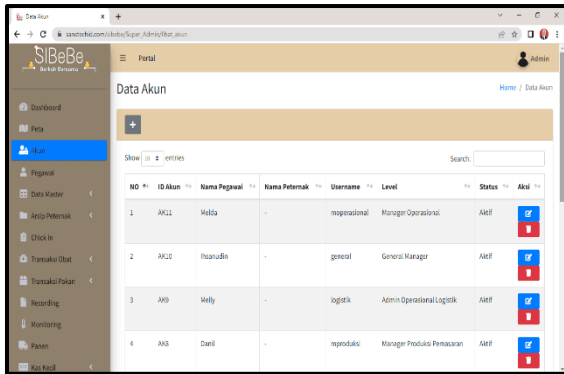 Data Akun
sanstechid.com/sibebe/Super_Admin/lihat_akun
SIBeBe
Berkah Bersama
Portal
Admin
Data Akun
Home / Data Akun
Dashboard
Peta
Akun
Pegawai
Data Master
Arsip Peternak
Chick In
Transaksi Obat
Transaksi Pakan
Recording
Monitoring
Panen
Kas Kecil
+
Show 10 entries
Search:
NO ID Akun Nama Pegawai Nama Peternak Username Level Status Aksi
1 AK11 Melda - moperasional Manager Operasional Aktif
2 AK10 Ihsanudin - general General Manager Aktif
3 AK9 Melly - logistik Admin Operasional Logistik Aktif
4 AK8 Danil - mproduksi Manager Produksi Pemasaran Aktif